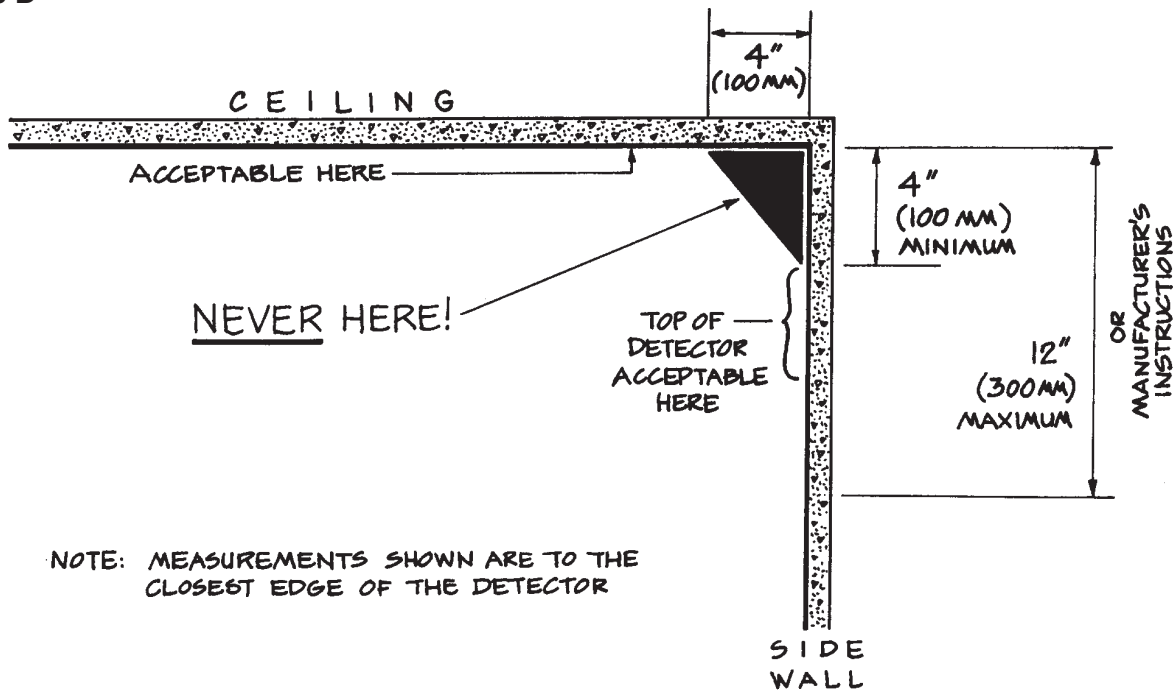 4"
(100MM)
CEILING
ACCEPTABLE HERE
4"
(100 MM)
MINIMUM
NEVER HERE!
TOP OF
DETECTOR
ACCEPTABLE
HERE
12"
(300MM)
MAXIMUM
OR
MANUFACTURER'S
INSTRUCTIONS
NOTE: MEASUREMENTS SHOWN ARE TO THE
CLOSEST EDGE OF THE DETECTOR
SIDE
WALL